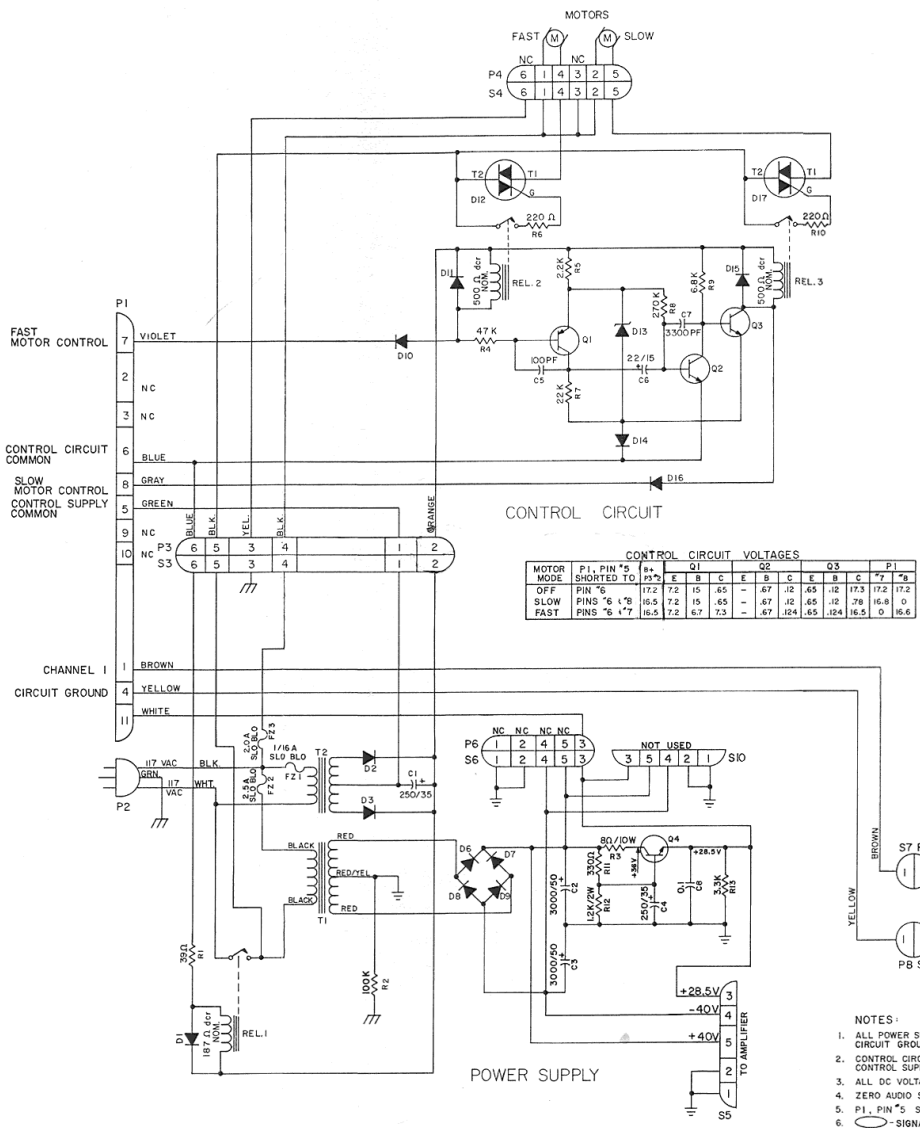 MOTORS
FAST M M SLOW
NC NC
P4 6 1 4 3 2 5
S4 6 1 4 3 2 5
T2 T1 T2 T1
G G
D12 D17
220 Ω 220 Ω
R6 R10
D11 500 Ω dcr NOM. REL. 2 2.2K R5 6.8K R9 D15 500 Ω dcr NOM. REL. 3
270 K R8 C7 3300PF Q3
D13
P1
FAST MOTOR CONTROL 7 VIOLET
D10 47 K R4 Q1
100PF C5 22/15 + C6 Q2
22K R7
2 NC
3 NC
D14
CONTROL CIRCUIT COMMON 6 BLUE
SLOW MOTOR CONTROL 8 GRAY D16
CONTROL SUPPLY COMMON 5 GREEN
CONTROL CIRCUIT
9 NC
10 NC
BLUE BLK. YEL. BLK. ORANGE
P3 6 5 3 4 1 2
S3 6 5 3 4 1 2
CONTROL CIRCUIT VOLTAGES
MOTOR MODE P1, PIN #5 SHORTED TO B+ P3#2 Q1 Q2 Q3 P1
E B C E B C E B C #7 #8
OFF PIN #6 17.2 7.2 15 .65 - .67 .12 .65 .12 17.3 17.2 17.2
SLOW PINS #6 & #8 16.5 7.2 15 .65 - .67 .12 .65 .12 .78 16.8 0
FAST PINS #6 & #7 16.5 7.2 6.7 7.3 - .67 .124 .65 .124 16.5 0 16.6
CHANNEL 1 1 BROWN
CIRCUIT GROUND 4 YELLOW
11 WHITE
2.0A SLO BLO FZ3
1/16 A SLO BLO FZ1
2.5A SLO BLO FZ2
117 VAC BLK.
GRN
117 VAC WHT.
P2
T2 D2 D3
C1 + 250/35
NC NC NC NC
P6 1 2 4 5 3
S6 1 2 4 5 3
NOT USED
3 5 4 2 1 S10
BLACK RED
RED/YEL
BLACK RED
T1
D6 D7
D8 D9
8Ω/10W R3 Q4
+28.5V
330Ω R11 +36V
1.2K/2W R12
3000/50 + C2
250/35 + C4
0.1 C8
3.3K R13
3000/50 + C3
BROWN
YELLOW
S7
1
1
P8
39Ω R1
100K R2
D1 187 Ω dcr NOM. REL. 1
+28.5V 3
-40V 4
+40V 5
2
1
TO AMPLIFIER
S5
POWER SUPPLY
NOTES:
1. ALL POWER
CIRCUIT
2. CONTROL
CONTROL
3. ALL DC
4. ZERO AUDIO
5. P1, PIN #5
6.